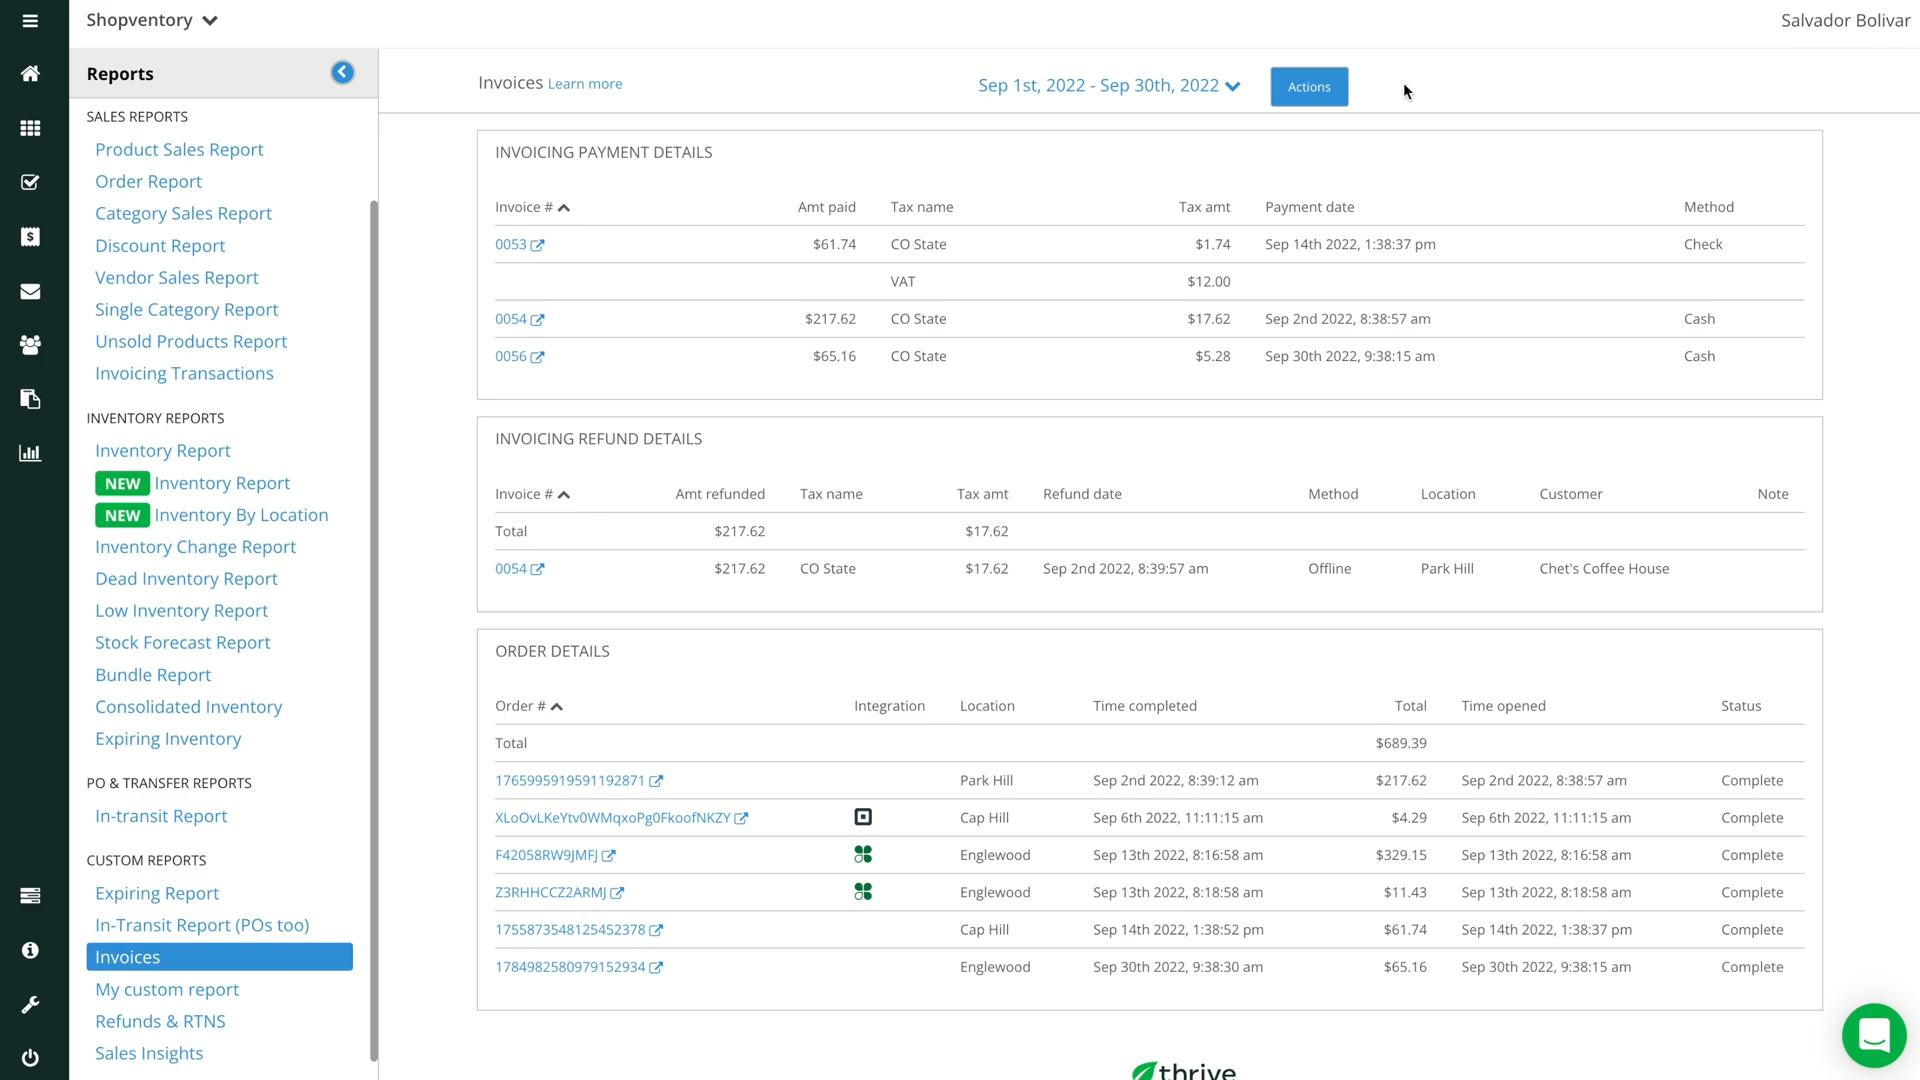 Shopventory
Salvador Bolivar
Reports
SALES REPORTS
Product Sales Report
Order Report
Category Sales Report
Discount Report
Vendor Sales Report
Single Category Report
Unsold Products Report
Invoicing Transactions
INVENTORY REPORTS
Inventory Report
NEW Inventory Report
NEW Inventory By Location
Inventory Change Report
Dead Inventory Report
Low Inventory Report
Stock Forecast Report
Bundle Report
Consolidated Inventory
Expiring Inventory
PO & TRANSFER REPORTS
In-transit Report
CUSTOM REPORTS
Expiring Report
In-Transit Report (POs too)
Invoices
My custom report
Refunds & RTNS
Sales Insights
Invoices Learn more
Sep 1st, 2022 - Sep 30th, 2022
Actions
INVOICING PAYMENT DETAILS
Invoice # Amt paid Tax name Tax amt Payment date Method
0053 $61.74 CO State $1.74 Sep 14th 2022, 1:38:37 pm Check
VAT $12.00
0054 $217.62 CO State $17.62 Sep 2nd 2022, 8:38:57 am Cash
0056 $65.16 CO State $5.28 Sep 30th 2022, 9:38:15 am Cash
INVOICING REFUND DETAILS
Invoice # Amt refunded Tax name Tax amt Refund date Method Location Customer Note
Total $217.62 $17.62
0054 $217.62 CO State $17.62 Sep 2nd 2022, 8:39:57 am Offline Park Hill Chet's Coffee House
ORDER DETAILS
Order # Integration Location Time completed Total Time opened Status
Total $689.39
1765995919591192871 Park Hill Sep 2nd 2022, 8:39:12 am $217.62 Sep 2nd 2022, 8:38:57 am Complete
XLoOvLKeYtv0WMqxoPg0FkoofNKZY Cap Hill Sep 6th 2022, 11:11:15 am $4.29 Sep 6th 2022, 11:11:15 am Complete
F42058RW9JMFJ Englewood Sep 13th 2022, 8:16:58 am $329.15 Sep 13th 2022, 8:16:58 am Complete
Z3RHHCCZ2ARMJ Englewood Sep 13th 2022, 8:18:58 am $11.43 Sep 13th 2022, 8:18:58 am Complete
1755873548125452378 Cap Hill Sep 14th 2022, 1:38:52 pm $61.74 Sep 14th 2022, 1:38:37 pm Complete
1784982580979152934 Englewood Sep 30th 2022, 9:38:30 am $65.16 Sep 30th 2022, 9:38:15 am Complete
thrive